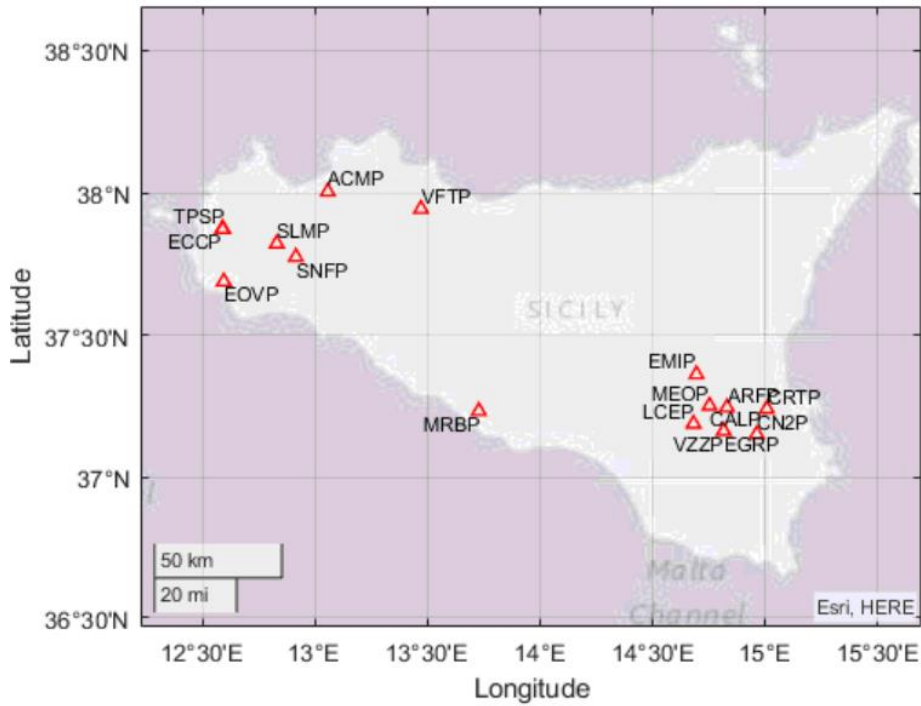 38°30'N
38°N
37°30'N
37°N
36°30'N
Latitude
ACMP
VFTP
TPSP
SLMP
ECCP
SNFP
EOVP
SICILY
EMIP
MEOP ARFP CRTP
LCEP CALP CN2P
MRBP
VZZP EGRP
50 km
20 mi
Malta
Channel
Esri, HERE
12°30'E 13°E 13°30'E 14°E 14°30'E 15°E 15°30'E
Longitude